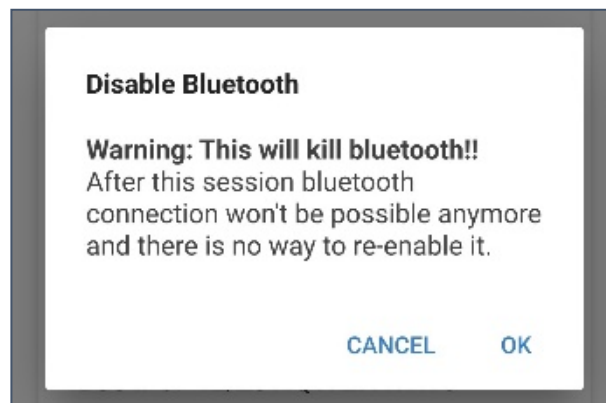 Disable Bluetooth
Warning: This will kill bluetooth!!
After this session bluetooth
connection won't be possible anymore
and there is no way to re-enable it.
CANCEL OK